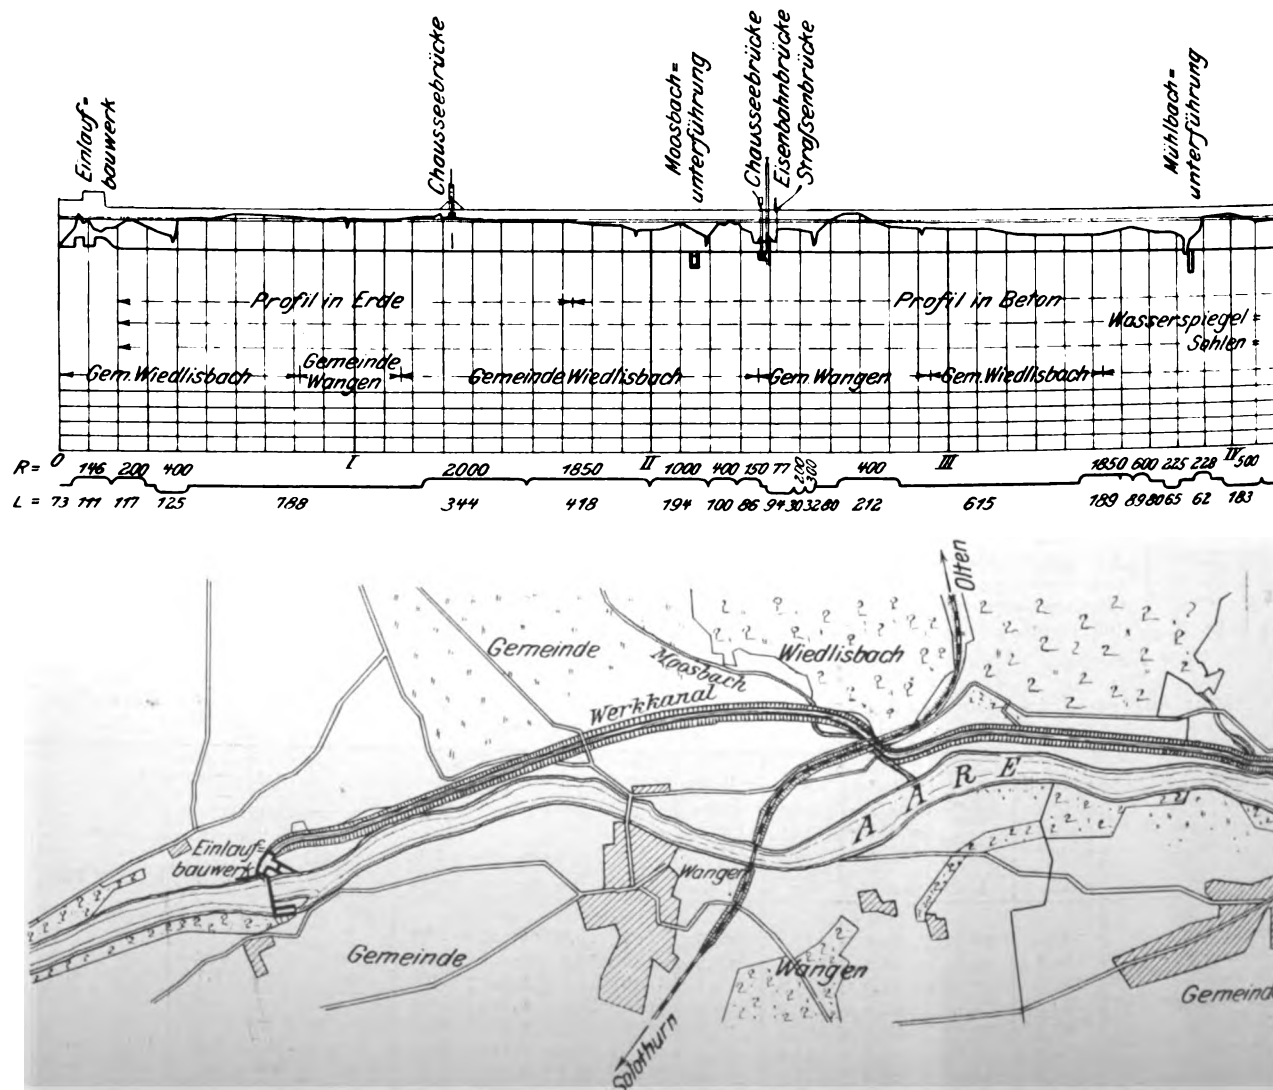 Einlauf=
bauwerk
Chausseebrücke
Moosbach=
unterführung
Chausseebrücke
Eisenbahnbrücke
Straßenbrücke
Mühlbach=
unterführung
Profil in Erde
Profil in Beton
Wasserspiegel=
Sohlen=
Gem. Wiedlisbach
Gemeinde
Wangen
Gemeinde Wiedlisbach
Gem. Wangen
Gem. Wiedlisbach
0 I II III IV
R= 146 200 400 2000 1850 1000 400 150 77 200 300 400 1850 600 225 228 500
L= 73 111 117 125 788 344 418 194 100 86 94 30 32 80 212 615 189 89 80 65 62 183
Olten
Gemeinde
Moosbach
Wiedlisbach
Werkkanal
AARE
Einlauf=
bauwerk
Wangen
Gemeinde
Wangen
Gemeind
Solothurn